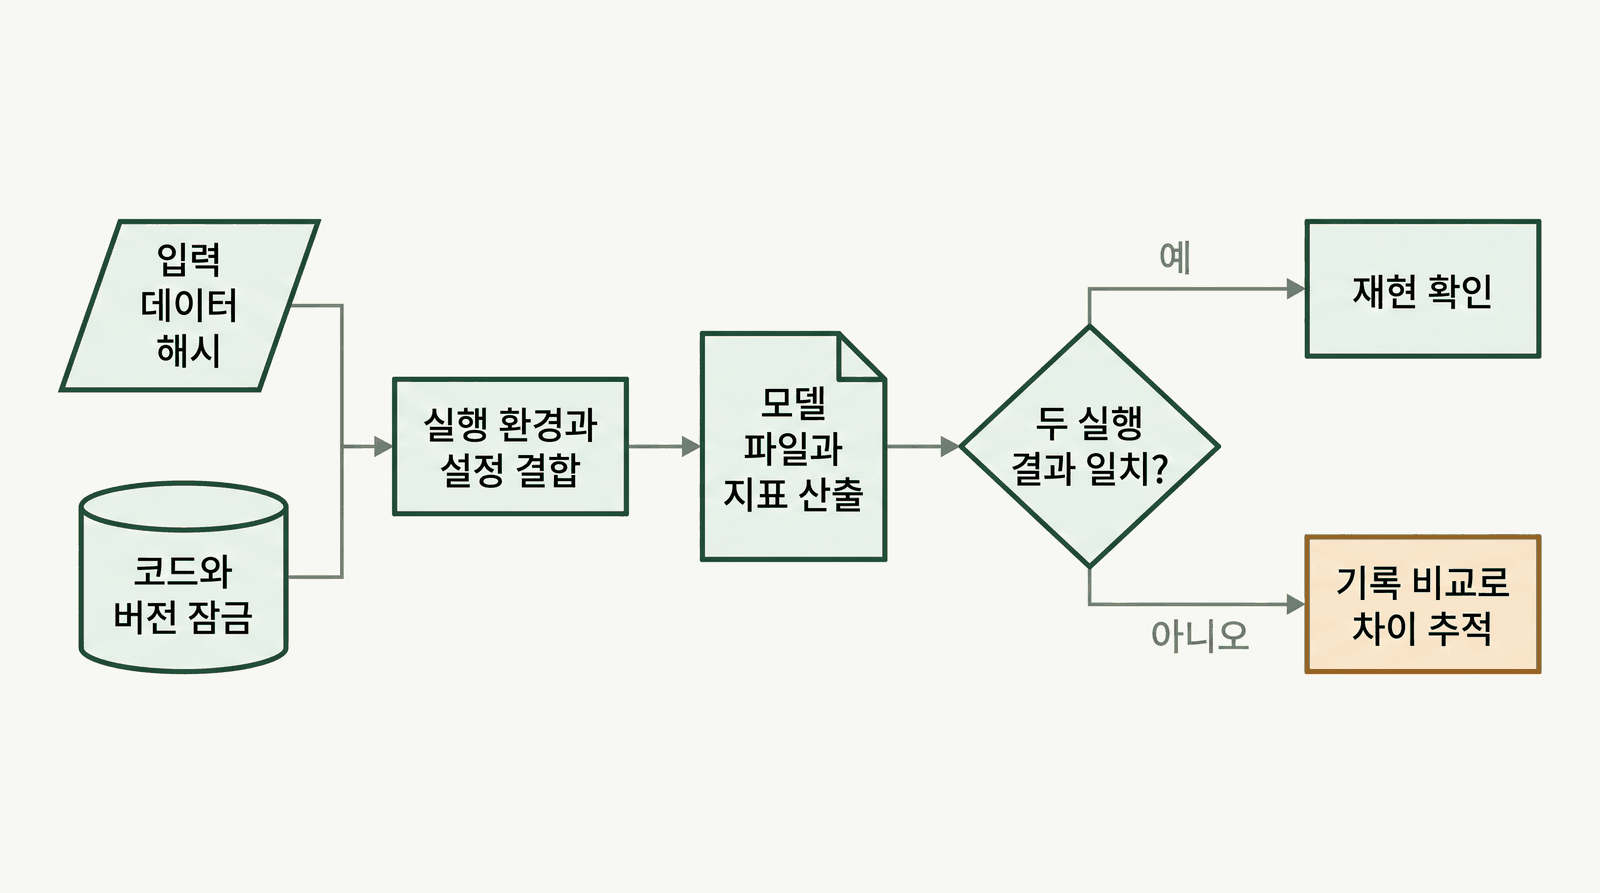 입력
데이터
해시
코드와
버전 잠금
실행 환경과
설정 결합
모델
파일과
지표 산출
두 실행
결과 일치?
예
재현 확인
아니오
기록 비교로
차이 추적